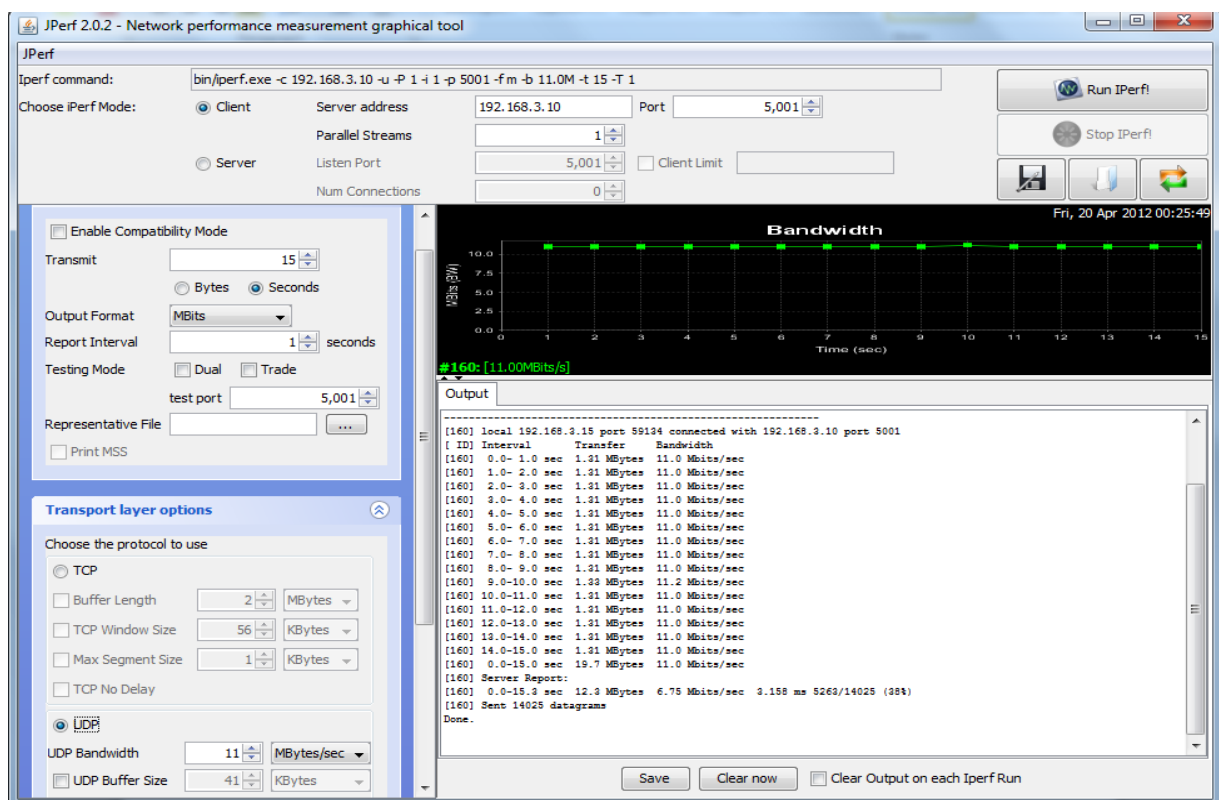 JPerf 2.0.2 - Network performance measurement graphical tool
JPerf
Iperf command: bin/iperf.exe -c 192.168.3.10 -u -P 1 -i 1 -p 5001 -f m -b 11.0M -t 15 -T 1
Run IPerf!
Choose iPerf Mode: Client Server address 192.168.3.10 Port 5,001
Parallel Streams 1
Stop IPerf!
Server Listen Port 5,001 Client Limit
Num Connections 0
Enable Compatibility Mode
Transmit 15
Bytes Seconds
Output Format MBits
Report Interval 1 seconds
Testing Mode Dual Trade
test port 5,001
Representative File ...
Print MSS
Transport layer options
Choose the protocol to use
TCP
Buffer Length 2 MBytes
TCP Window Size 56 KBytes
Max Segment Size 1 KBytes
TCP No Delay
UDP
UDP Bandwidth 11 MBytes/sec
UDP Buffer Size 41 KBytes
Fri, 20 Apr 2012 00:25:49
Bandwidth
MBits (BW)
10.0
7.5
5.0
2.5
0.0
0 1 2 3 4 5 6 7 8 9 10 11 12 13 14 15
Time (sec)
#160: [11.00MBits/s]
Output
------------------------------------------------------------
[160] local 192.168.3.15 port 59134 connected with 192.168.3.10 port 5001
[ ID] Interval Transfer Bandwidth
[160] 0.0- 1.0 sec 1.31 MBytes 11.0 Mbits/sec
[160] 1.0- 2.0 sec 1.31 MBytes 11.0 Mbits/sec
[160] 2.0- 3.0 sec 1.31 MBytes 11.0 Mbits/sec
[160] 3.0- 4.0 sec 1.31 MBytes 11.0 Mbits/sec
[160] 4.0- 5.0 sec 1.31 MBytes 11.0 Mbits/sec
[160] 5.0- 6.0 sec 1.31 MBytes 11.0 Mbits/sec
[160] 6.0- 7.0 sec 1.31 MBytes 11.0 Mbits/sec
[160] 7.0- 8.0 sec 1.31 MBytes 11.0 Mbits/sec
[160] 8.0- 9.0 sec 1.31 MBytes 11.0 Mbits/sec
[160] 9.0-10.0 sec 1.33 MBytes 11.2 Mbits/sec
[160] 10.0-11.0 sec 1.31 MBytes 11.0 Mbits/sec
[160] 11.0-12.0 sec 1.31 MBytes 11.0 Mbits/sec
[160] 12.0-13.0 sec 1.31 MBytes 11.0 Mbits/sec
[160] 13.0-14.0 sec 1.31 MBytes 11.0 Mbits/sec
[160] 14.0-15.0 sec 1.31 MBytes 11.0 Mbits/sec
[160] 0.0-15.0 sec 19.7 MBytes 11.0 Mbits/sec
[160] Server Report:
[160] 0.0-15.3 sec 12.3 MBytes 6.75 Mbits/sec 3.158 ms 5263/14025 (38%)
[160] Sent 14025 datagrams
Done.
Save Clear now Clear Output on each Iperf Run